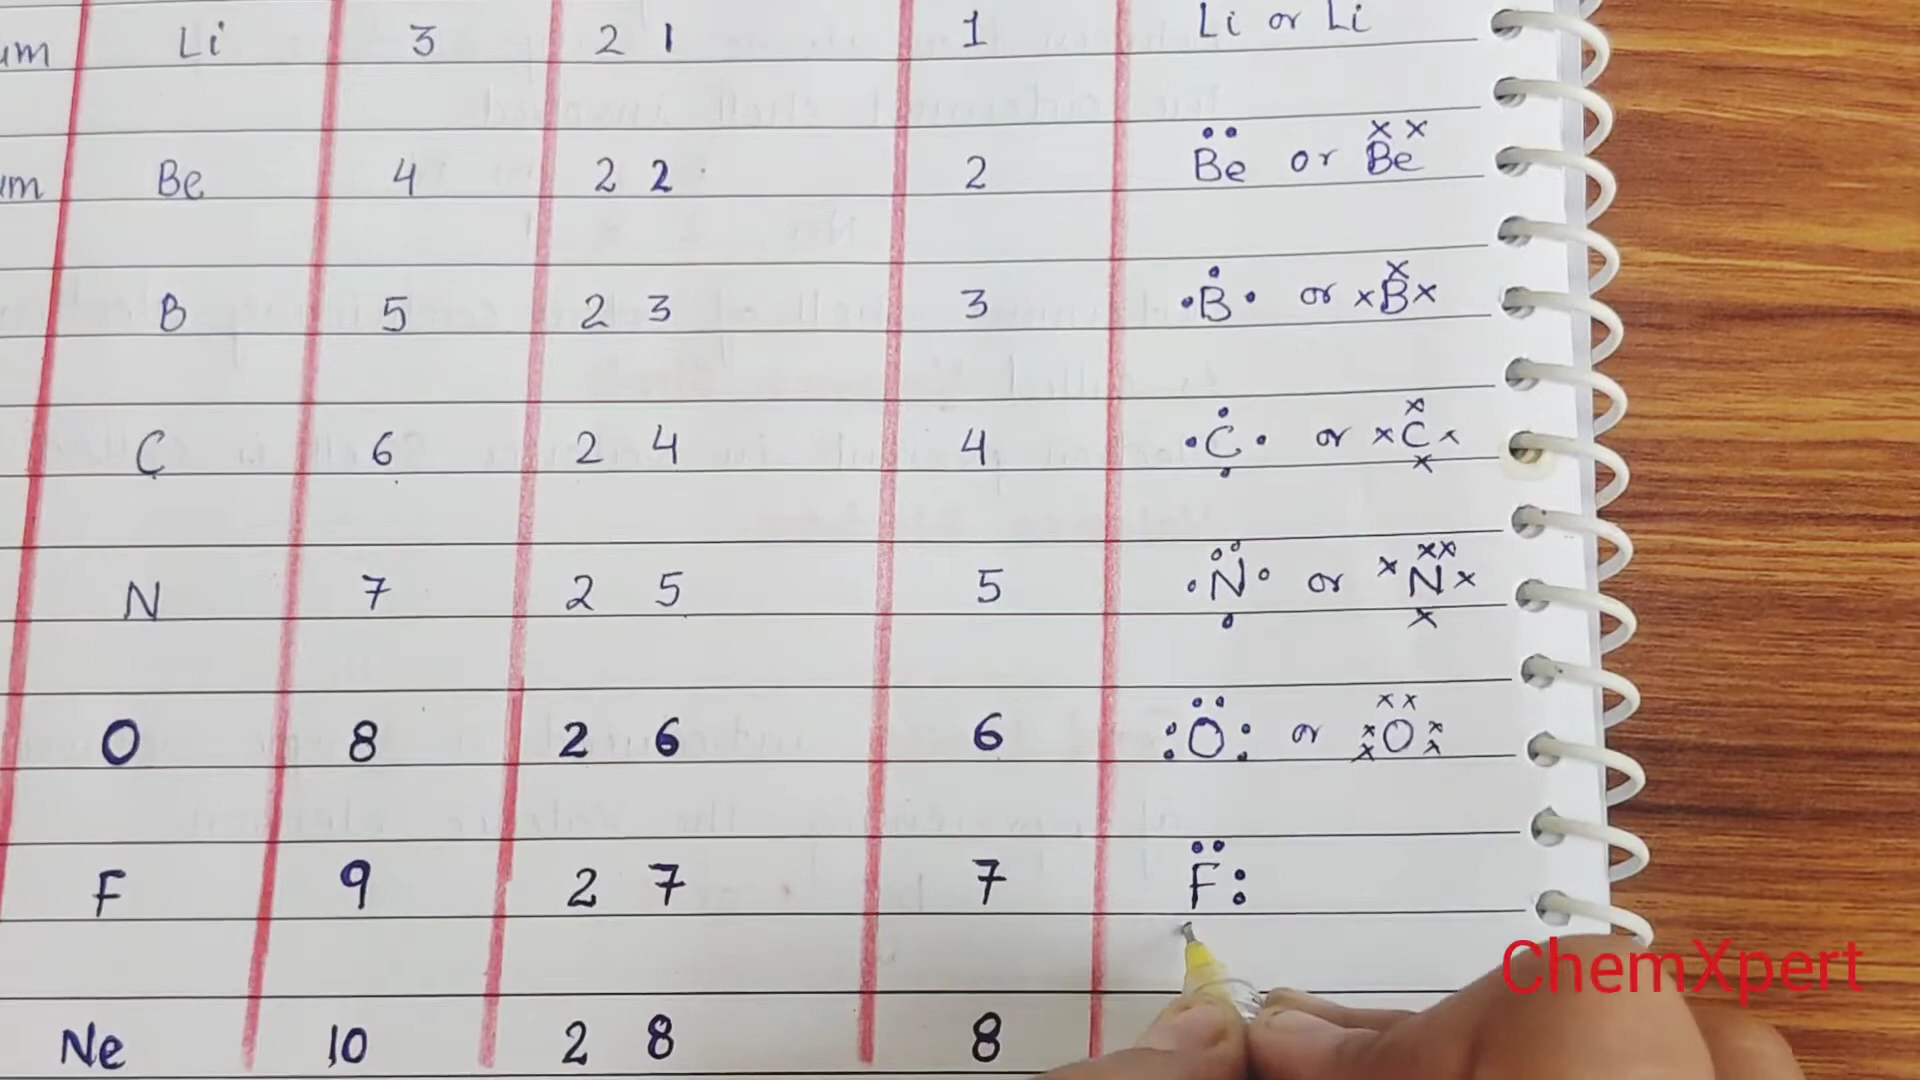 um Li 3 2 1 1 Li or Li
um Be 4 2 2 2 Be or Be
B 5 2 3 3 B or B
C 6 2 4 4 C or C
N 7 2 5 5 N or N
O 8 2 6 6 O or O
F 9 2 7 7 F
Ne 10 2 8 8
ChemXpert